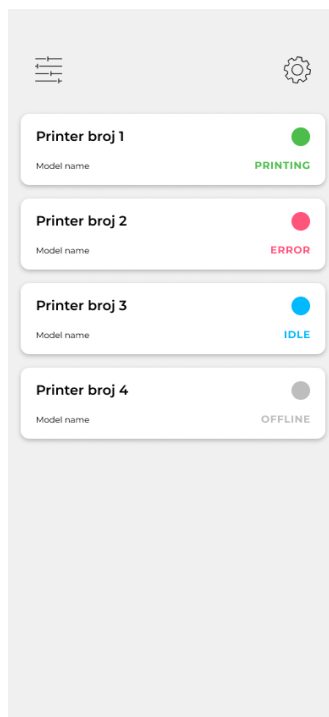 Printer broj 1
Model name
PRINTING
Printer broj 2
Model name
ERROR
Printer broj 3
Model name
IDLE
Printer broj 4
Model name
OFFLINE